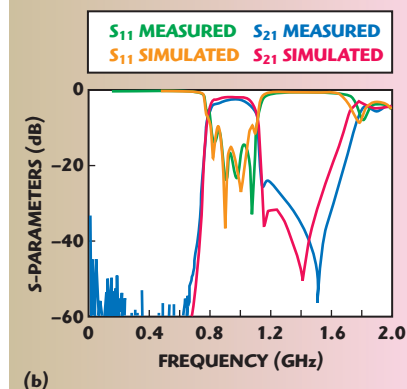 S11 MEASURED S21 MEASURED
S11 SIMULATED S21 SIMULATED
0
−20
−40
−60
S-PARAMETERS (dB)
0 0.4 0.8 1.2 1.6 2.0
FREQUENCY (GHz)
(b)